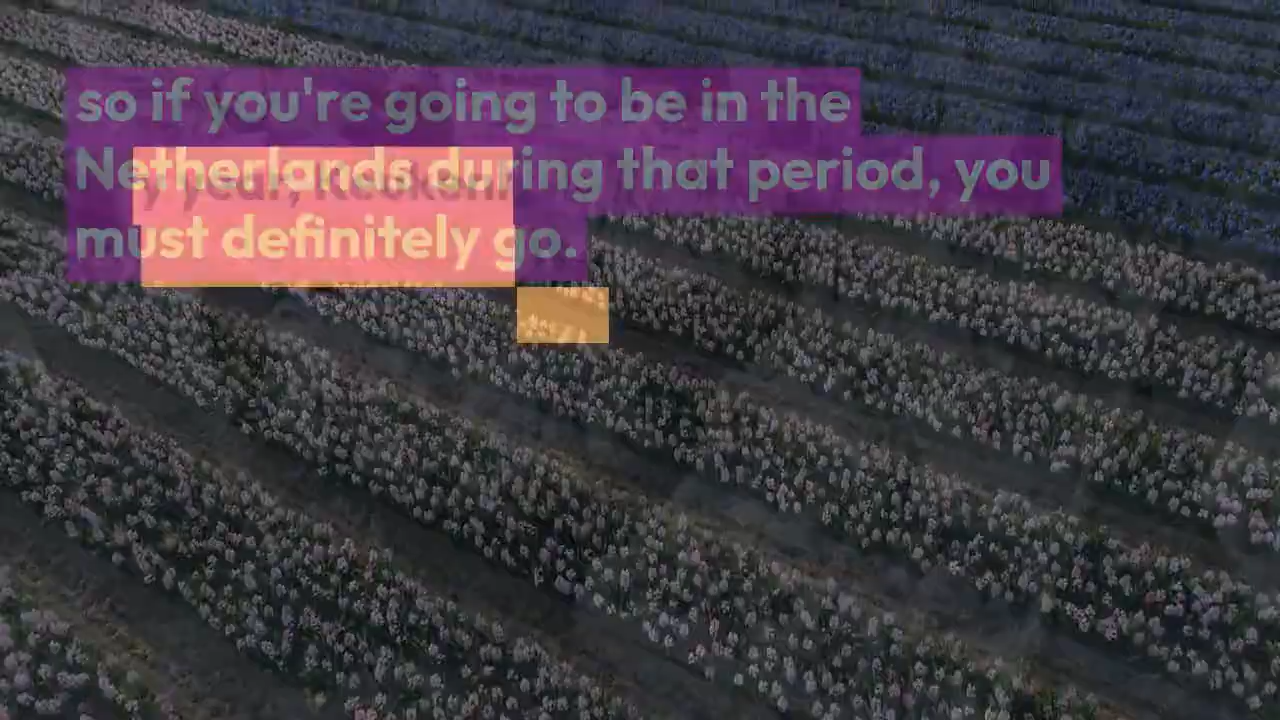 so if you're going to be in the
Netherlands during that period, you
must definitely go.